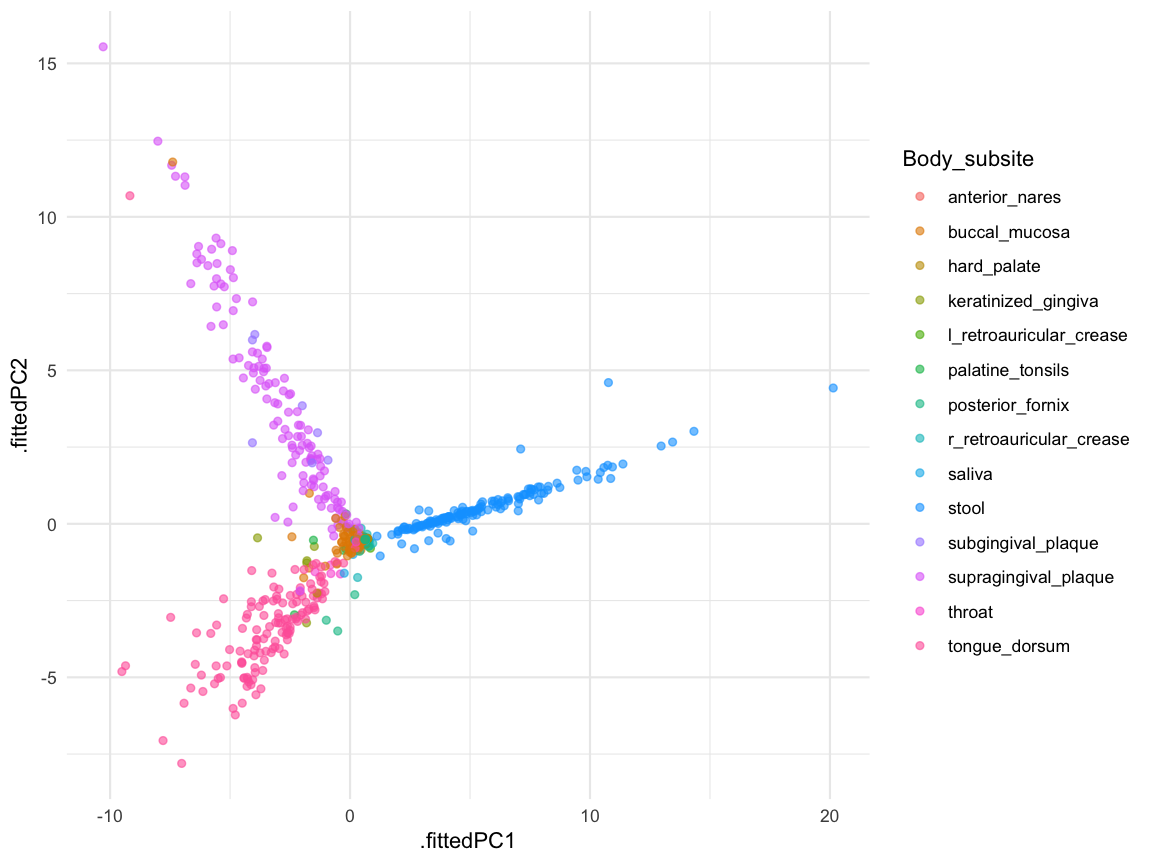 15
10
5
0
-5
.fittedPC2
-10
0
10
20
.fittedPC1
Body_subsite
anterior_nares
buccal_mucosa
hard_palate
keratinized_gingiva
l_retroauricular_crease
palatine_tonsils
posterior_fornix
r_retroauricular_crease
saliva
stool
subgingival_plaque
supragingival_plaque
throat
tongue_dorsum